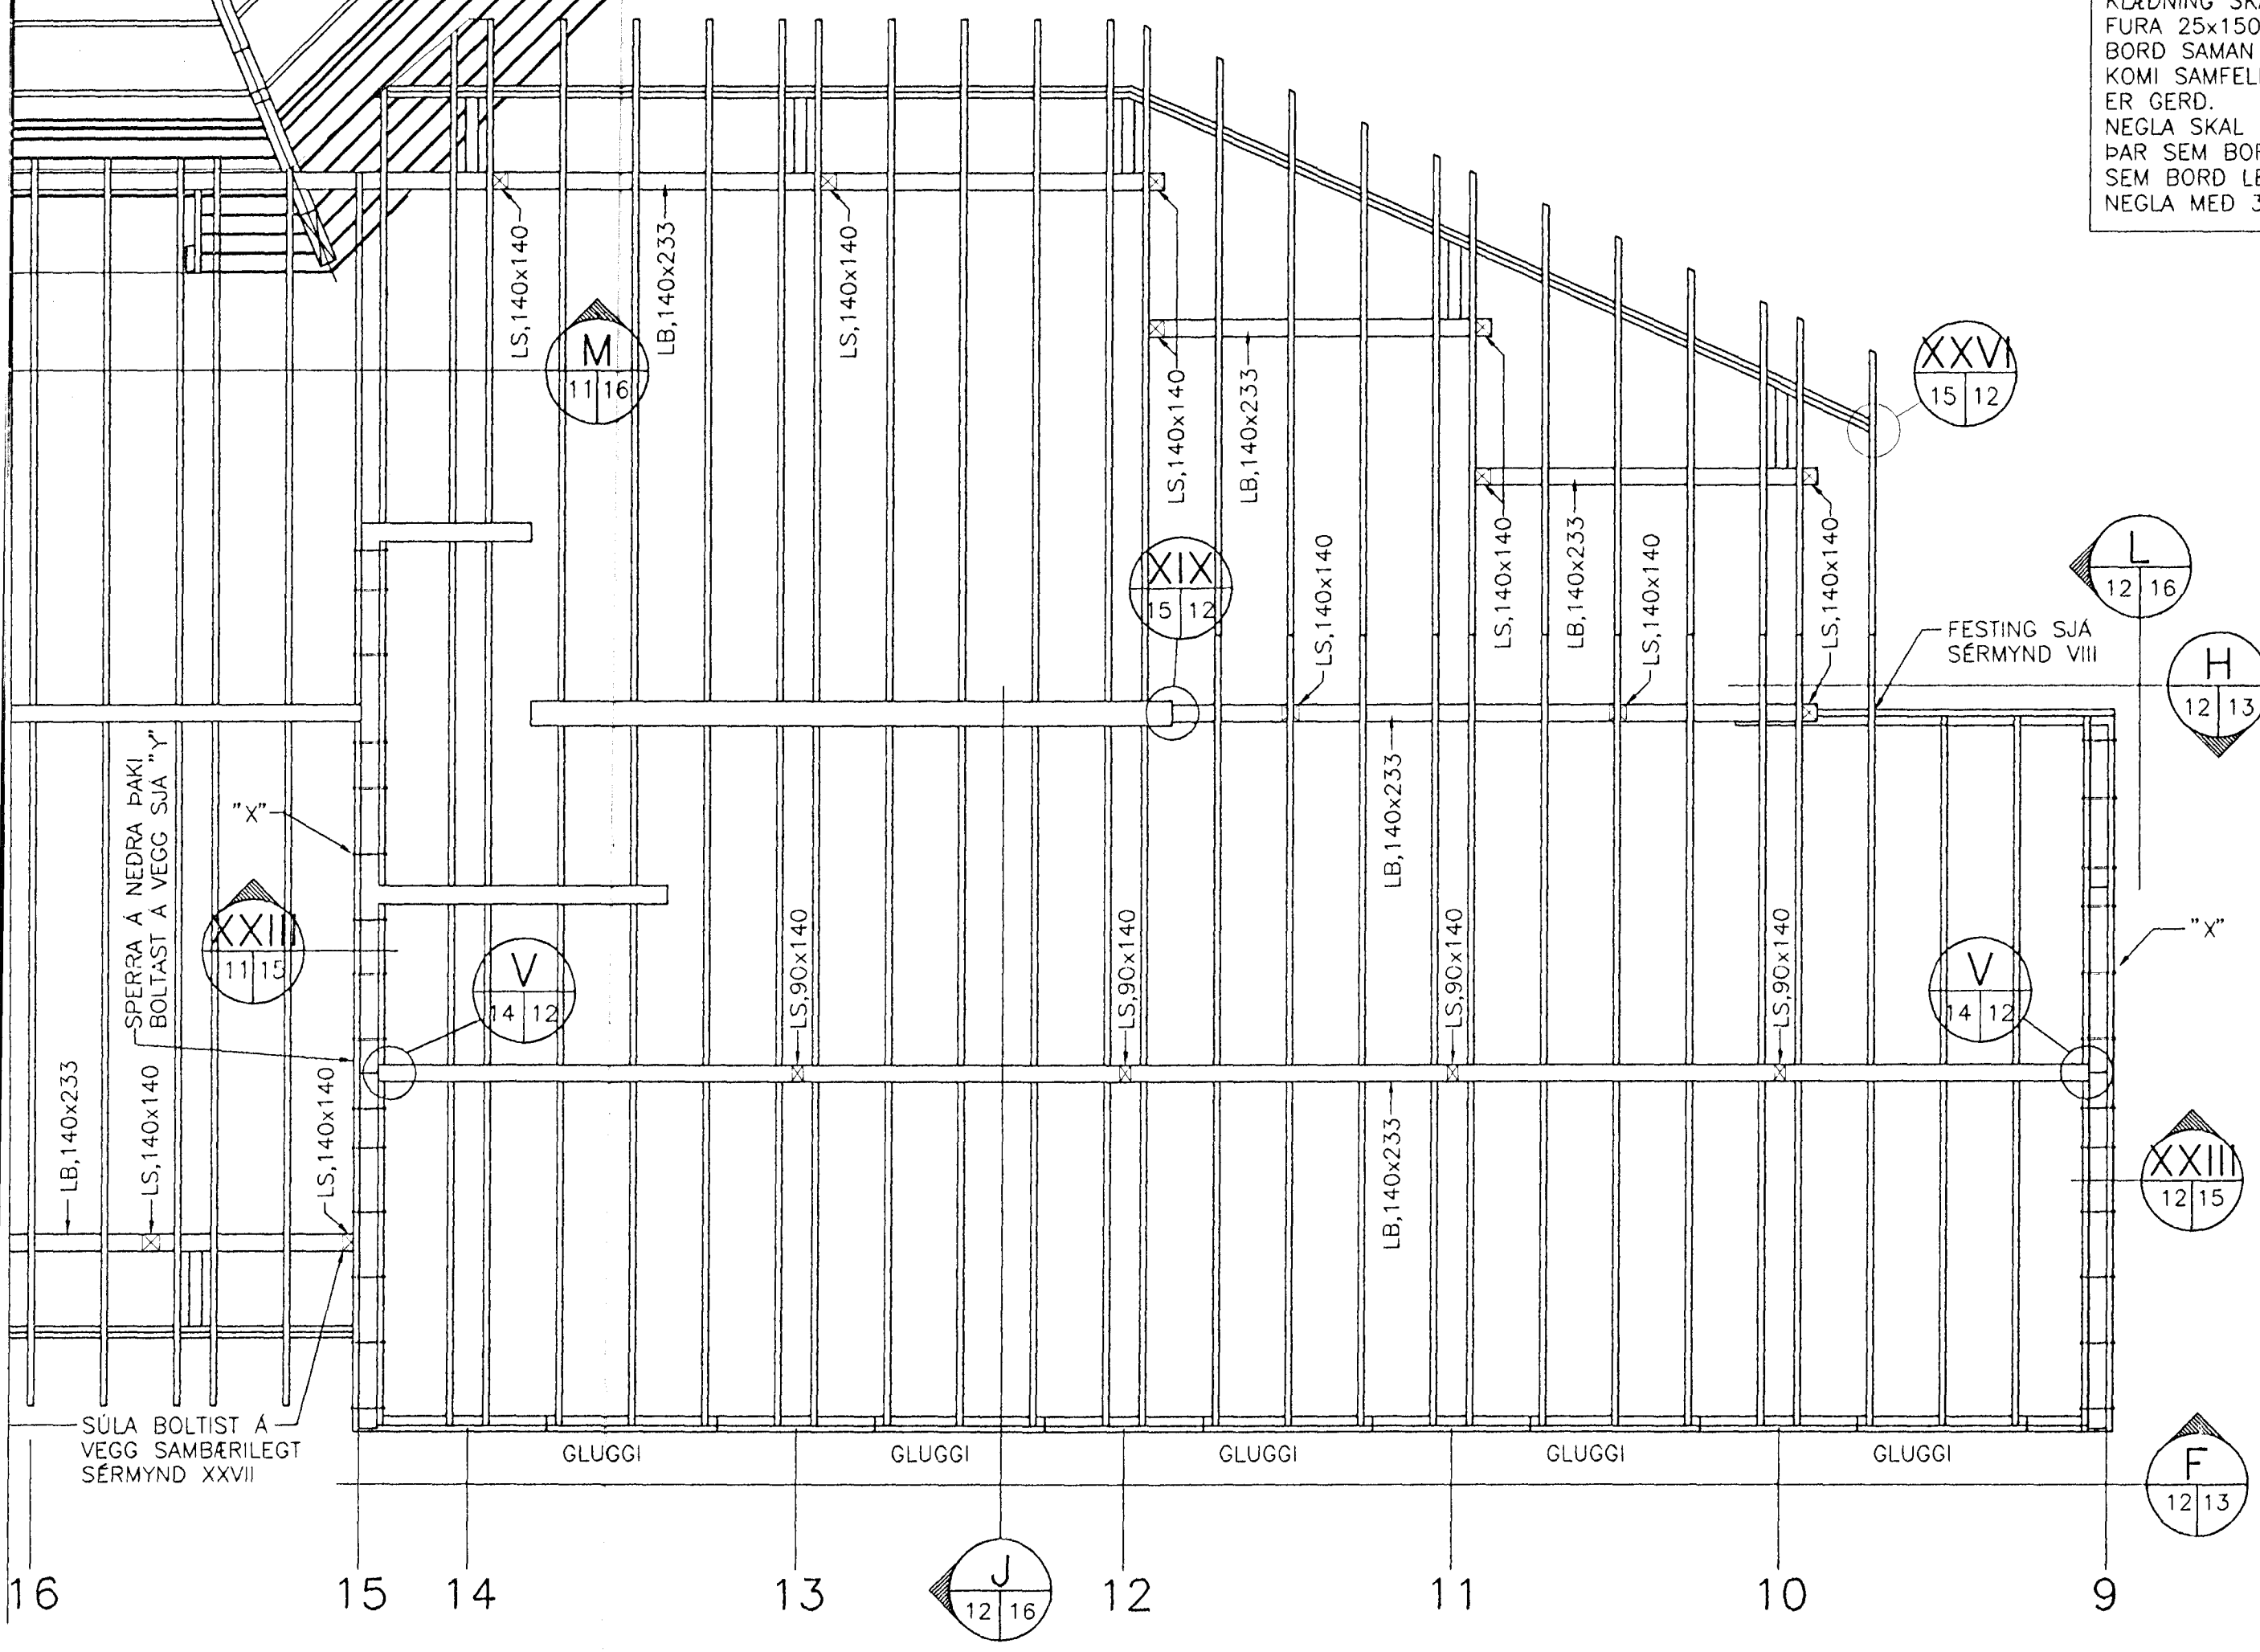 FURA 25x150
BORD SAMAN
ER GERD.
NEGLA SKAL
ÞAR SEM
SEM BORD
NEGLA MED
LS,140x140
LB,140x233
LS,140x140
M
11 16
LS,140x140
LB,140x233
XXVI
15 12
LS,140x140
LB,140x233
LS,140x140
LS,140x140
LS,140x140
XIX
15 12
L
12 16
FESTING SJÁ
SÉRMYND VIII
H
12 13
LB,140x233
SPERRA Á NEDRA ÞAKI
BOLTAST Á VEGG SJÁ "Y"
"X"
XXIII
11 15
V
14 12
LS,90x140
LS,90x140
LS,90x140
LS,90x140
V
14 12
"X"
LB,140x233
LS,140x140
LS,140x140
LB,140x233
XXIII
12 15
SÚLA BOLTIST Á
VEGG SAMBÆRILEGT
SÉRMYND XXVII
GLUGGI
GLUGGI
GLUGGI
GLUGGI
GLUGGI
F
12 13
J
12 16
16
15
14
13
12
11
10
9